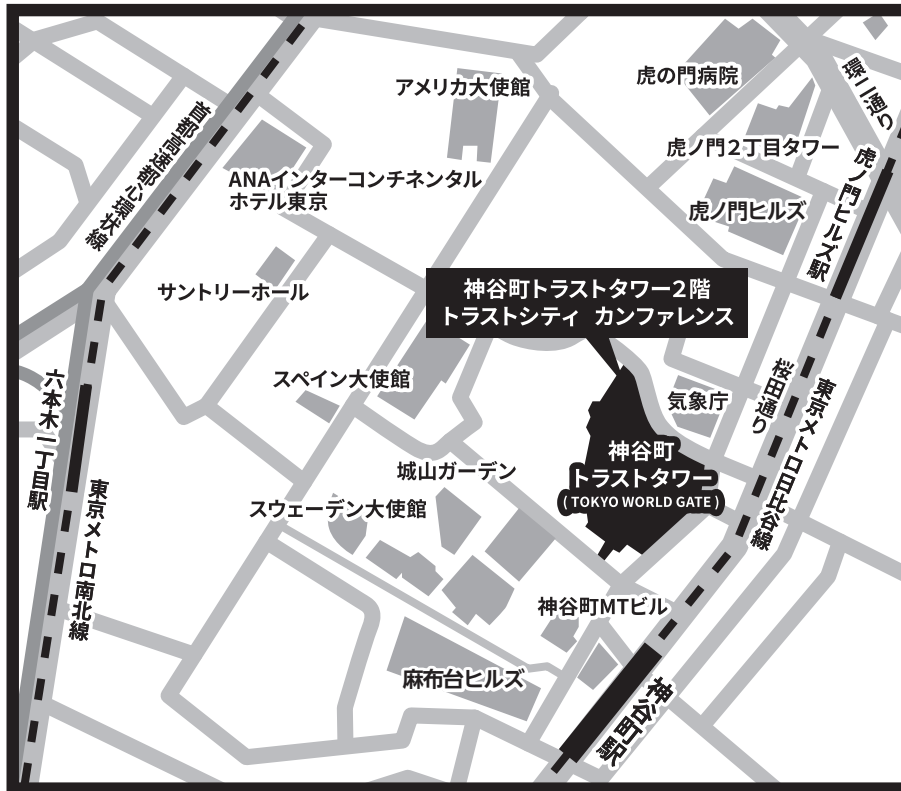 アメリカ大使館
虎の門病院
環二通り
虎ノ門2丁目タワー
首都高速都心環状線
ANAインターコンチネンタル
ホテル東京
虎ノ門ヒルズ
虎ノ門ヒルズ駅
サントリーホール
神谷町トラストタワー2階
トラストシティ カンファレンス
スペイン大使館
気象庁
桜田通り
東京メトロ日比谷線
六本木一丁目駅
神谷町
トラストタワー
( TOKYO WORLD GATE )
城山ガーデン
東京メトロ南北線
スウェーデン大使館
神谷町MTビル
麻布台ヒルズ
神谷町駅